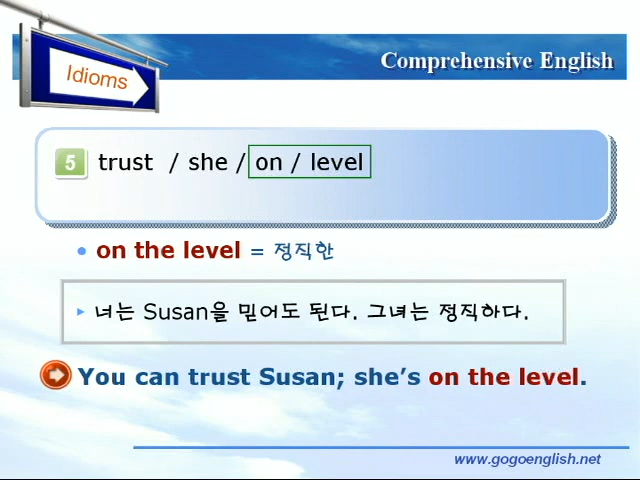 Idioms
Comprehensive English
5 trust / she / on / level
• on the level = 정직한
▸ 너는 Susan을 믿어도 된다. 그녀는 정직하다.
You can trust Susan; she's on the level.
www.gogoenglish.net